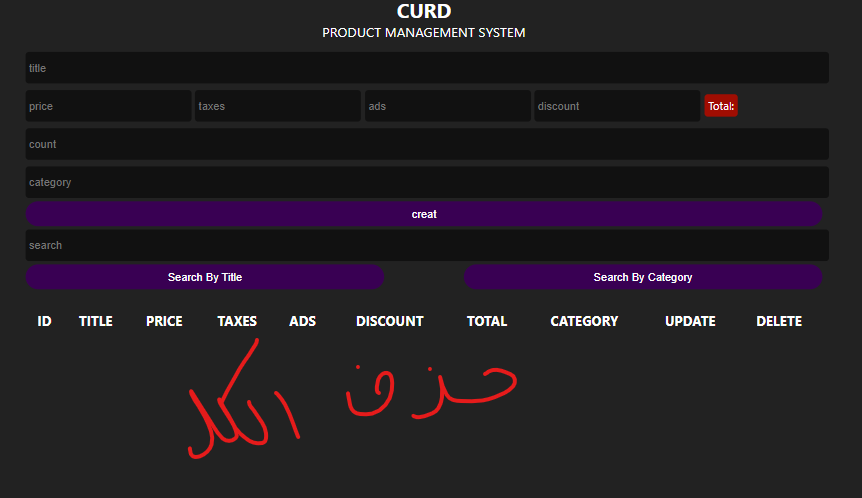 CURD
PRODUCT MANAGEMENT SYSTEM
title
price taxes ads discount Total:
count
category
creat
search
Search By Title Search By Category
ID TITLE PRICE TAXES ADS DISCOUNT TOTAL CATEGORY UPDATE DELETE
حذف الكل